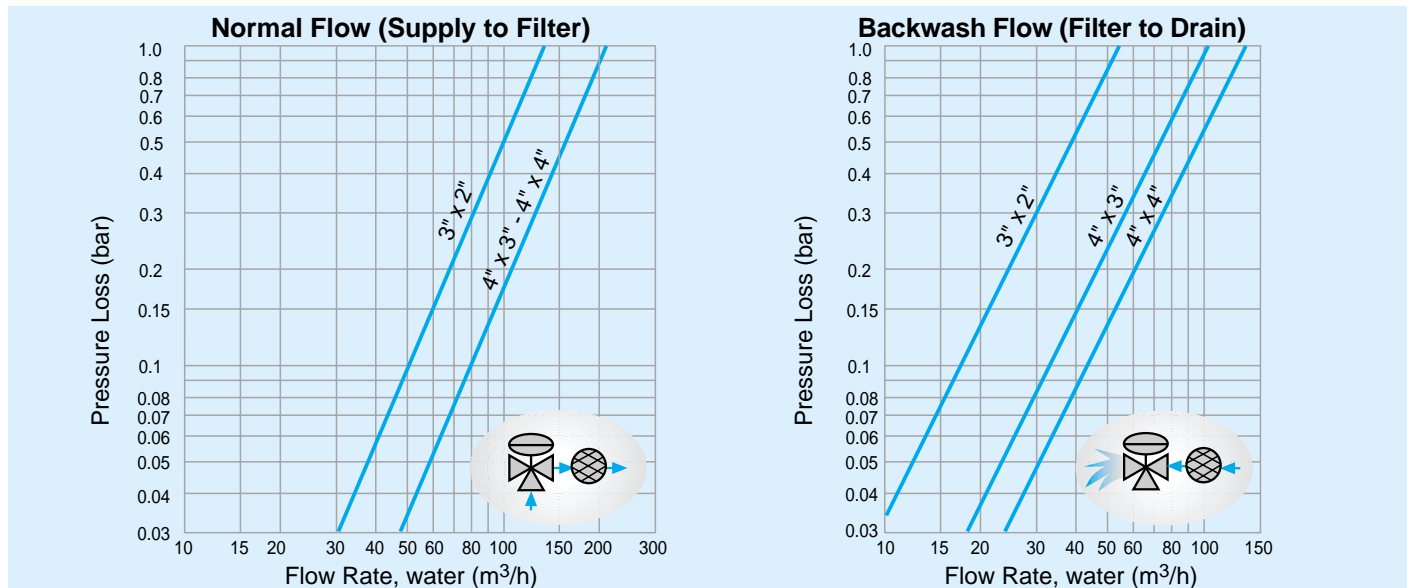 Normal Flow (Supply to Filter)
1.0
0.8
0.7
0.6
0.5
0.4
0.3
0.2
0.15
0.1
0.08
0.07
0.06
0.05
0.04
0.03
Pressure Loss (bar)
3" x 2"
4" x 3" - 4" x 4"
10 15 20 30 40 50 60 80 100 150 200 300
Flow Rate, water (m³/h)
Backwash Flow (Filter to Drain)
1.0
0.8
0.7
0.6
0.5
0.4
0.3
0.2
0.15
0.1
0.08
0.07
0.06
0.05
0.04
0.03
Pressure Loss (bar)
3" x 2"
4" x 3"
4" x 4"
10 15 20 30 40 50 60 80 100 150
Flow Rate, water (m³/h)